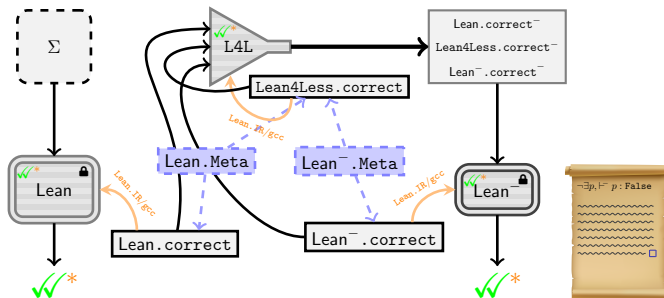 Σ
L4L
*
Lean.correct⁻
Lean4Less.correct⁻
Lean⁻.correct⁻
Lean4Less.correct
Lean.IR/gcc
Lean.Meta
Lean⁻.Meta
*
Lean
Lean.IR/gcc
Lean.IR/gcc
*
Lean⁻
¬∃p, ⊢⁻ p : False
Lean.correct
Lean⁻.correct
*
*